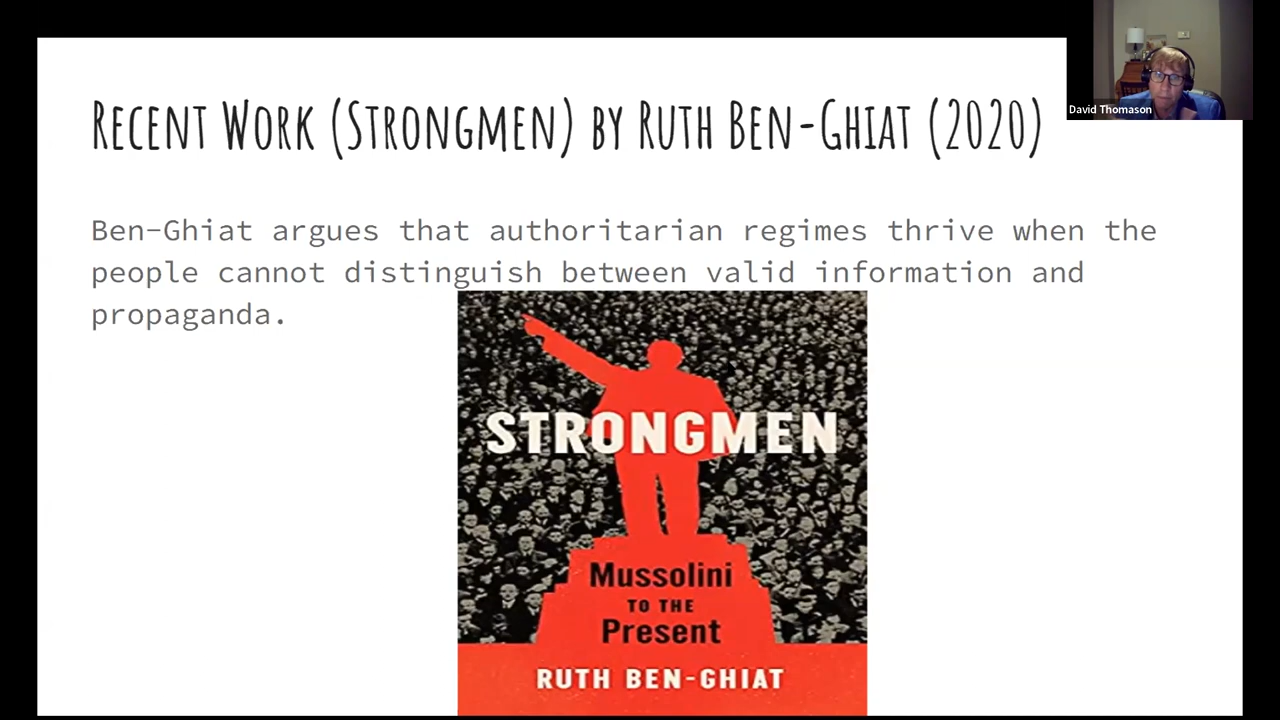 Recent Work (Strongmen) by Ruth Ben-Ghiat (2020)
David Thomason
Ben-Ghiat argues that authoritarian regimes thrive when the
people cannot distinguish between valid information and
propaganda.
STRONGMEN
Mussolini
TO THE
Present
RUTH BEN-GHIAT